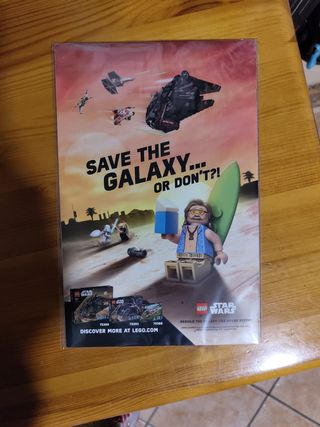 SAVE THE
GALAXY...
OR DON'T?!
LEGO
STAR
WARS
DISCOVER MORE AT LEGO.COM